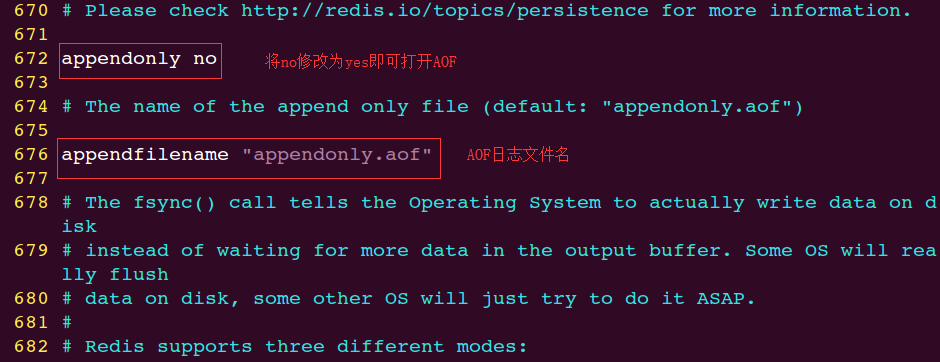 670 # Please check http://redis.io/topics/persistence for more information.
671
672 appendonly no 将no修改为yes即可打开AOF
673
674 # The name of the append only file (default: "appendonly.aof")
675
676 appendfilename "appendonly.aof" AOF日志文件名
677
678 # The fsync() call tells the Operating System to actually write data on d
isk
679 # instead of waiting for more data in the output buffer. Some OS will rea
lly flush
680 # data on disk, some other OS will just try to do it ASAP.
681 #
682 # Redis supports three different modes: